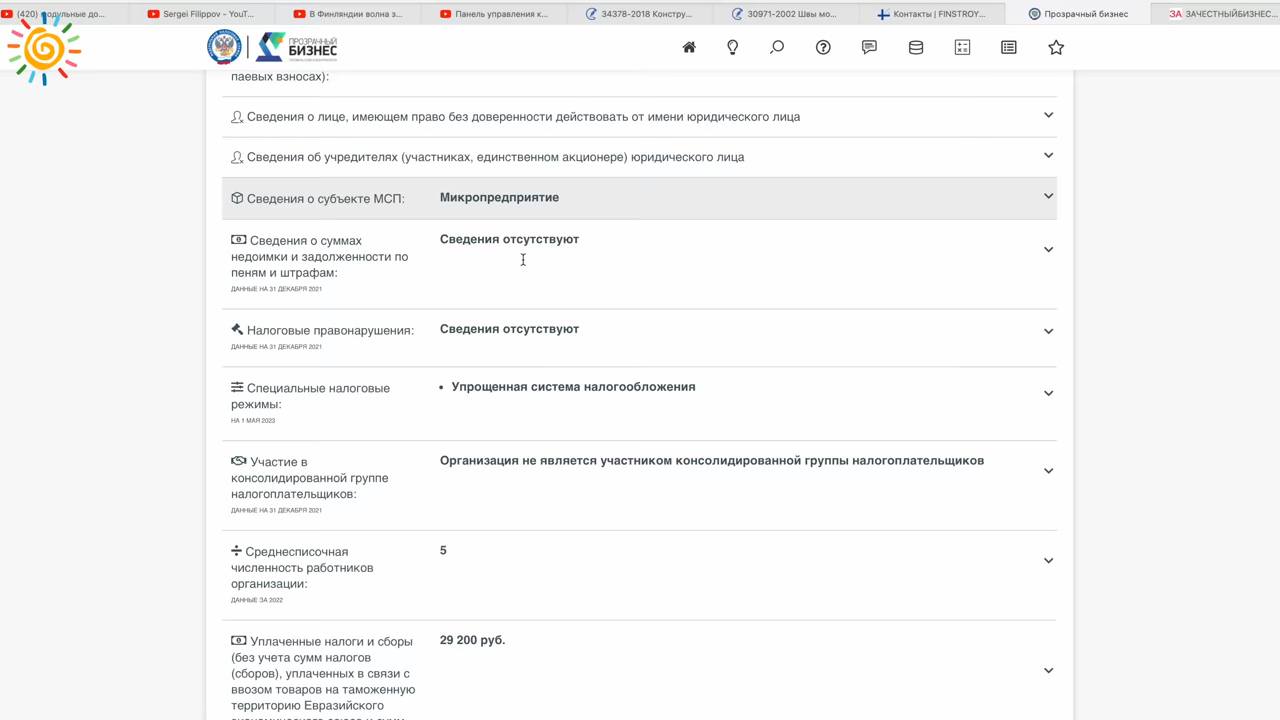 (420) модульные до...
Sergei Filippov - YouT...
В Финляндии волна з...
Панель управления к...
34378-2018 Констру...
30971-2002 Швы мо...
Контакты | FINSTROY...
Прозрачный бизнес
ЗА ЗАЧЕСТНЫЙБИЗНЕС...
ПРОЗРАЧНЫЙ
БИЗНЕС
паевых взносах):
Сведения о лице, имеющем право без доверенности действовать от имени юридического лица
Сведения об учредителях (участниках, единственном акционере) юридического лица
Сведения о субъекте МСП: Микропредприятие
Сведения о суммах Сведения отсутствуют
недоимки и задолженности по
пеням и штрафам:
ДАННЫЕ НА 31 ДЕКАБРЯ 2021
Налоговые правонарушения: Сведения отсутствуют
ДАННЫЕ НА 31 ДЕКАБРЯ 2021
Специальные налоговые • Упрощенная система налогообложения
режимы:
НА 1 МАЯ 2023
Участие в Организация не является участником консолидированной группы налогоплательщиков
консолидированной группе
налогоплательщиков:
ДАННЫЕ НА 31 ДЕКАБРЯ 2021
Среднесписочная 5
численность работников
организации:
ДАННЫЕ ЗА 2022
Уплаченные налоги и сборы 29 200 руб.
(без учета сумм налогов
(сборов), уплаченных в связи с
ввозом товаров на таможенную
территорию Евразийского